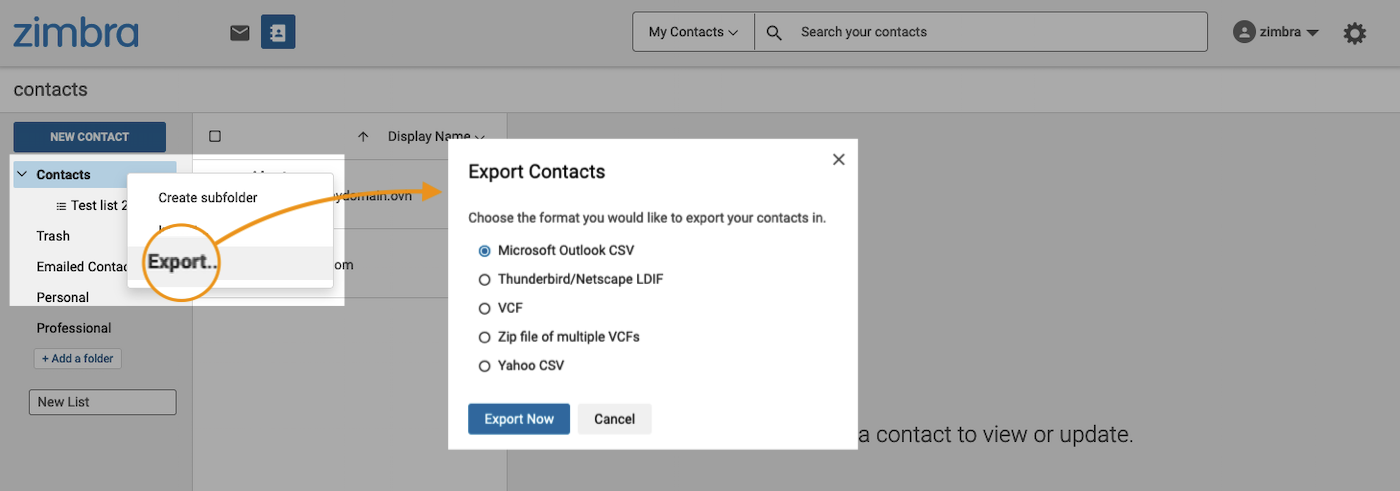 zimbra
My Contacts
Search your contacts
zimbra
contacts
NEW CONTACT
Display Name
Contacts
Test list 2
Trash
Emailed Contac
Personal
Professional
+ Add a folder
New List
Create subfolder
Export..
ydomain.ovh
om
Export Contacts
Choose the format you would like to export your contacts in.
Microsoft Outlook CSV
Thunderbird/Netscape LDIF
VCF
Zip file of multiple VCFs
Yahoo CSV
Export Now
Cancel
a contact to view or update.